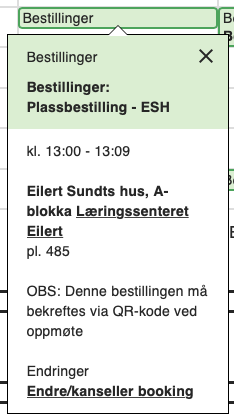 Bestillinger
Bestillinger
Bestillinger:
Plassbestilling - ESH
kl. 13:00 - 13:09
Eilert Sundts hus, A-
blokka Læringssenteret
Eilert
pl. 485
OBS: Denne bestillingen må
bekreftes via QR-kode ved
oppmøte
Endringer
Endre/kanseller booking